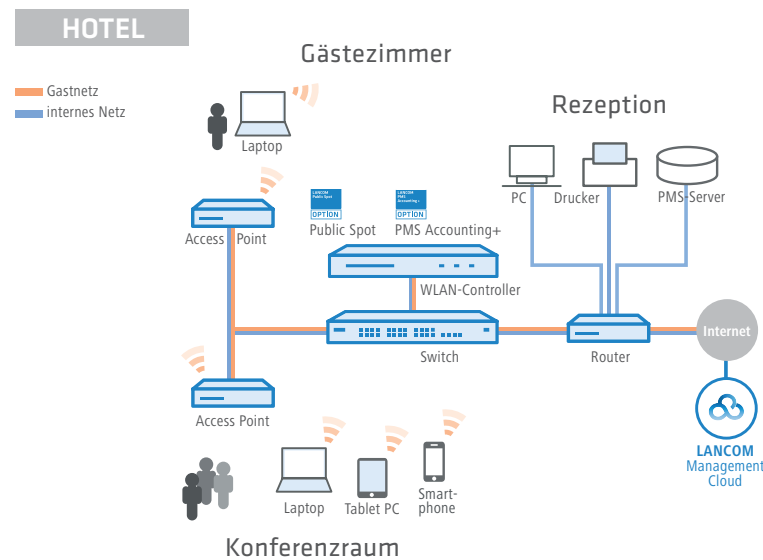 HOTEL
Gästezimmer
Gastnetz
internes Netz
Rezeption
Laptop
PC
Drucker
PMS-Server
LANCOM
Public Spot
OPTION
LANCOM
PMS
Accounting+
OPTION
Access Point
Public Spot
PMS Accounting+
WLAN-Controller
Switch
Router
Internet
Access Point
LANCOM
Management
Cloud
Laptop
Tablet PC
Smart-
phone
Konferenzraum